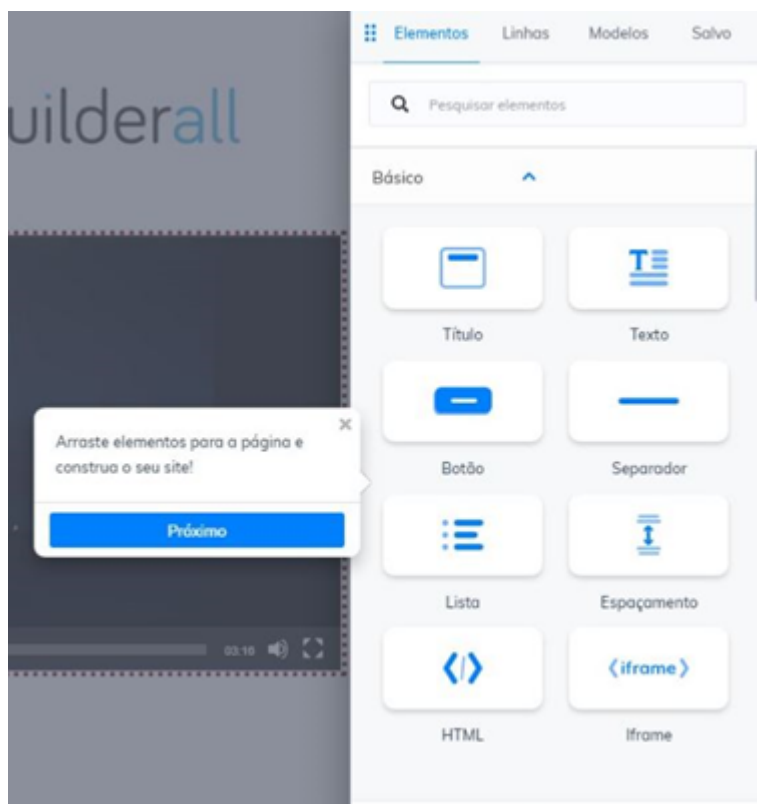 Elementos Linhas Modelos Salvo
uilderall
Pesquisar elementos
Básico
Título Texto
Arraste elementos para a página e
construa o seu site!
Próximo
Botão Separador
Lista Espaçamento
03:16
<iframe>
HTML Iframe